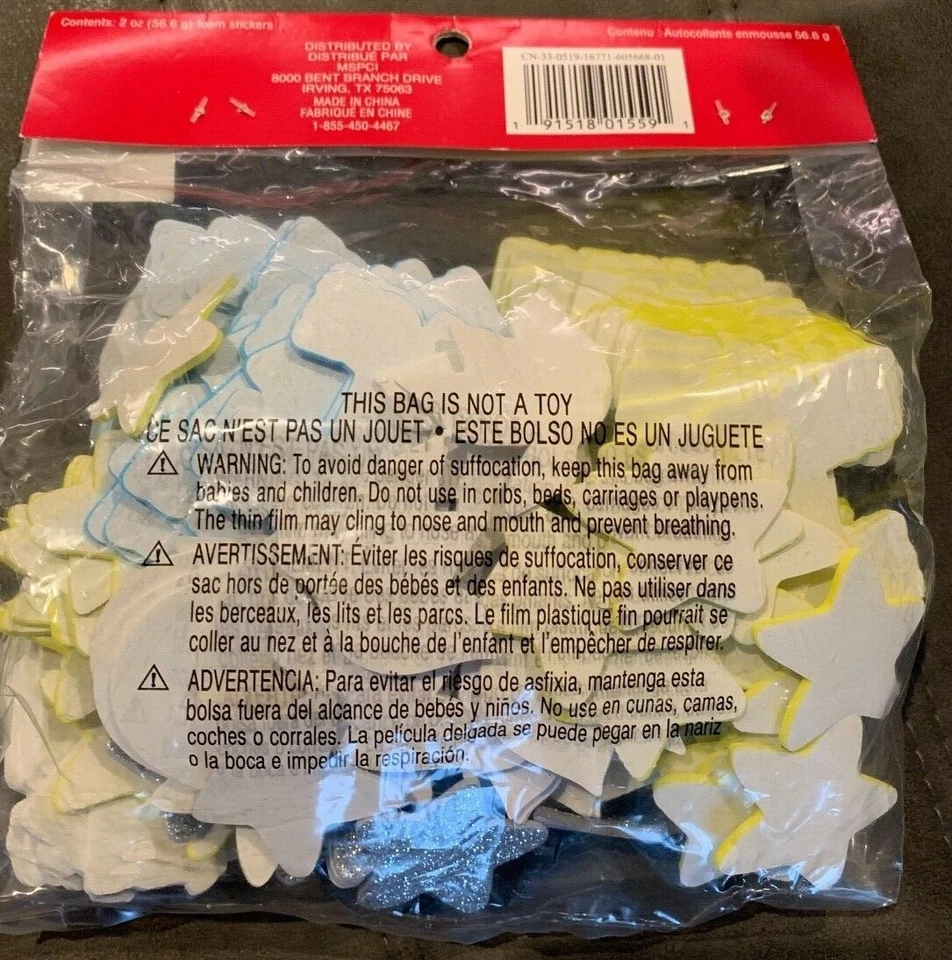 Contents: 2 oz (56.6 g) foam stickers
Contenu : Autocollants enmousse 56.6 g
DISTRIBUTED BY
DISTRIBUÉ PAR
MSPCI
8000 BENT BRANCH DRIVE
IRVING, TX 75063
MADE IN CHINA
FABRIQUÉ EN CHINE
1-855-450-4467
CN-33-0519-16771-605668-01
1 91518 01559 1
THIS BAG IS NOT A TOY
CE SAC N'EST PAS UN JOUET • ESTE BOLSO NO ES UN JUGUETE
⚠ WARNING: To avoid danger of suffocation, keep this bag away from
babies and children. Do not use in cribs, beds, carriages or playpens.
The thin film may cling to nose and mouth and prevent breathing.
⚠ AVERTISSEMENT: Éviter les risques de suffocation, conserver ce
sac hors de portée des bébés et des enfants. Ne pas utiliser dans
les berceaux, les lits et les parcs. Le film plastique fin pourrait se
coller au nez et à la bouche de l'enfant et l'empêcher de respirer.
⚠ ADVERTENCIA: Para evitar el riesgo de asfixia, mantenga esta
bolsa fuera del alcance de bebés y niños. No use en cunas, camas,
coches o corrales. La película delgada se puede pegar en la nariz
o la boca e impedir la respiración.